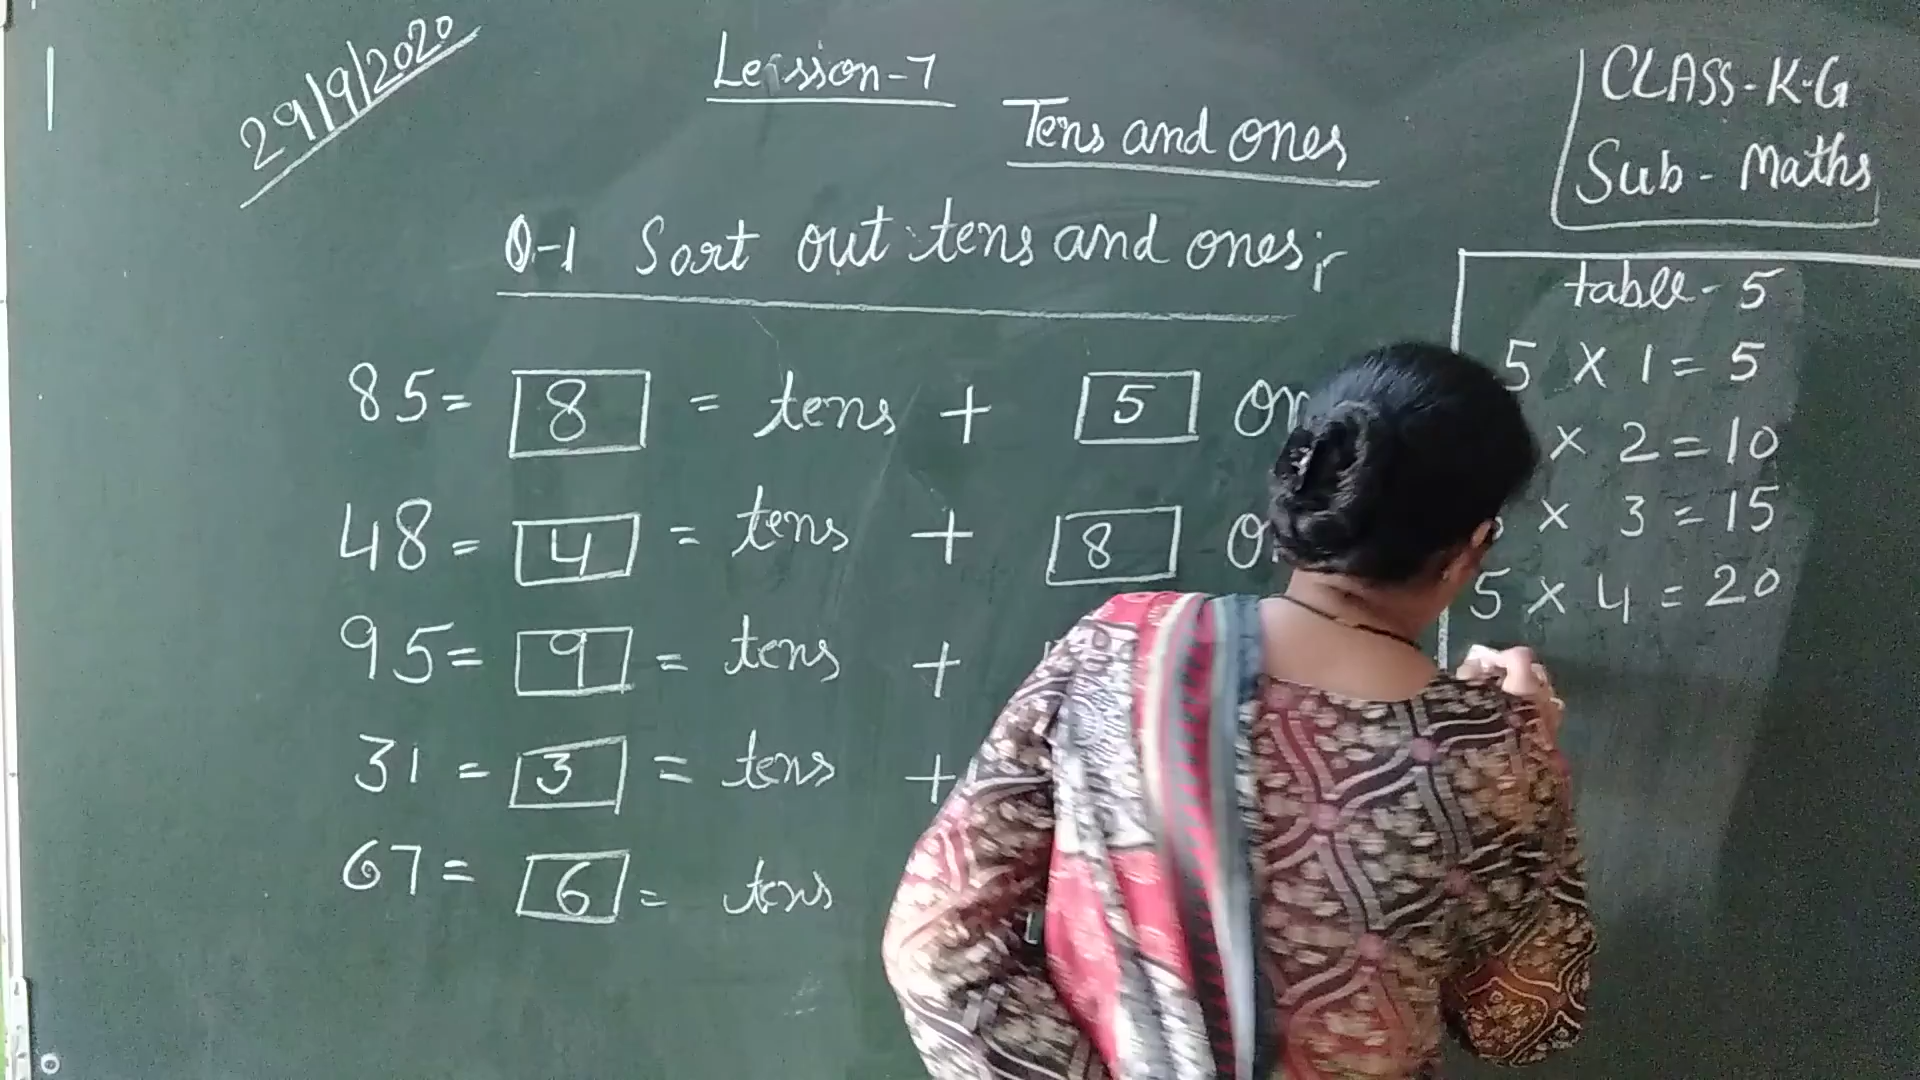 29/9/2020
Leisson-7
Tens and ones
CLASS-K-G
Sub - Maths
Q-1 Sort out tens and ones;-
85= 8 = tens + 5
48= 4 = tens + 8
95= 9 = tens +
31 = 3 = tens +
67= 6 = tens
table - 5
5 X 1 = 5
x 2 = 10
x 3 = 15
5 x 4 = 20